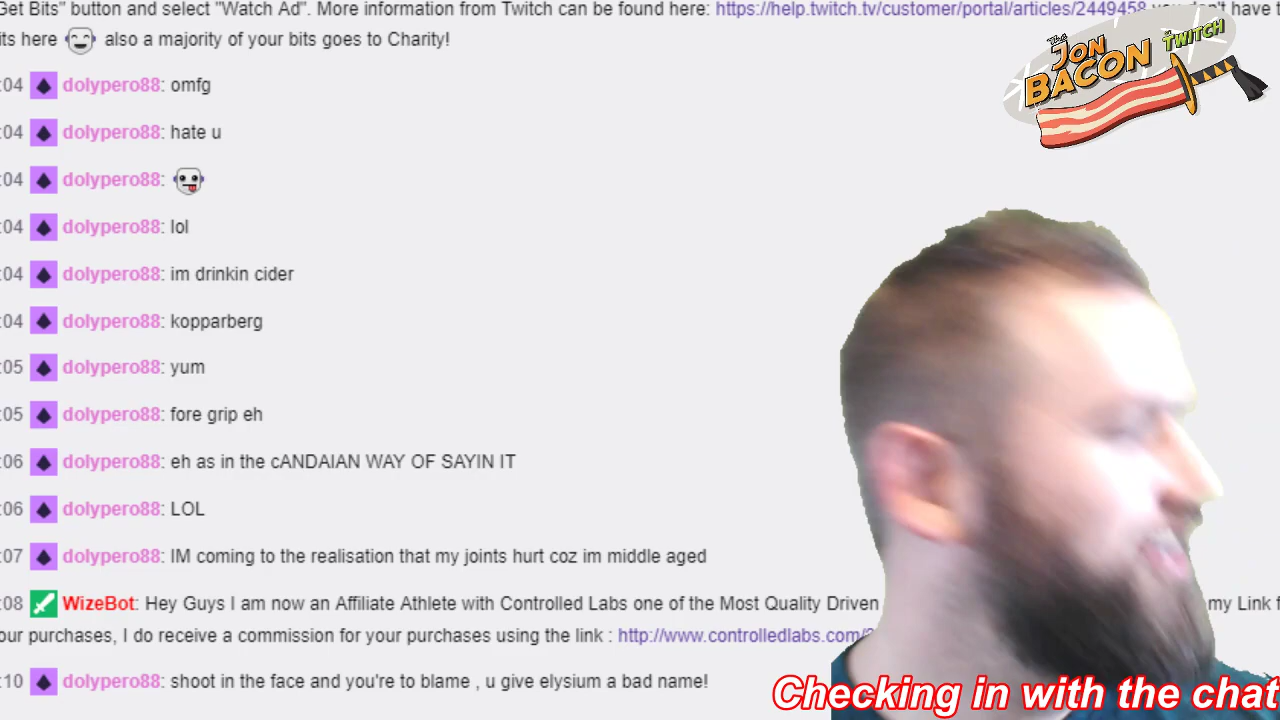 Get Bits" button and select "Watch Ad". More information from Twitch can be found here: https://help.twitch.tv/customer/portal/articles/2449458 you don't have t
its here also a majority of your bits goes to Charity!
The JON BACON on TWITCH
:04 dolypero88: omfg
:04 dolypero88: hate u
:04 dolypero88:
:04 dolypero88: lol
:04 dolypero88: im drinkin cider
:04 dolypero88: kopparberg
:05 dolypero88: yum
:05 dolypero88: fore grip eh
:06 dolypero88: eh as in the cANDAIAN WAY OF SAYIN IT
:06 dolypero88: LOL
:07 dolypero88: IM coming to the realisation that my joints hurt coz im middle aged
:08 WizeBot: Hey Guys I am now an Affiliate Athlete with Controlled Labs one of the Most Quality Driven my Link f
our purchases, I do receive a commission for your purchases using the link : http://www.controlledlabs.com/
:10 dolypero88: shoot in the face and you're to blame , u give elysium a bad name!
Checking in with the chat